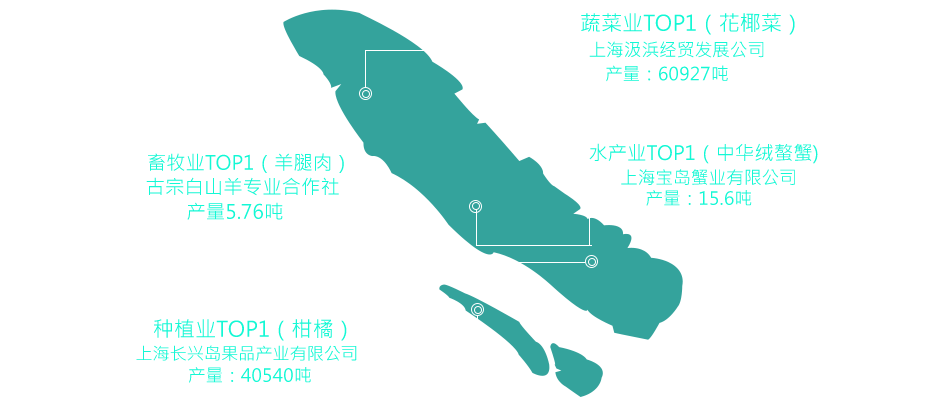 蔬菜业TOP1（花椰菜）
上海汲浜经贸发展公司
产量：60927吨
畜牧业TOP1（羊腿肉）
古宗白山羊专业合作社
产量5.76吨
水产业TOP1（中华绒螯蟹)
上海宝岛蟹业有限公司
产量：15.6吨
种植业TOP1（柑橘）
上海长兴岛果品产业有限公司
产量：40540吨